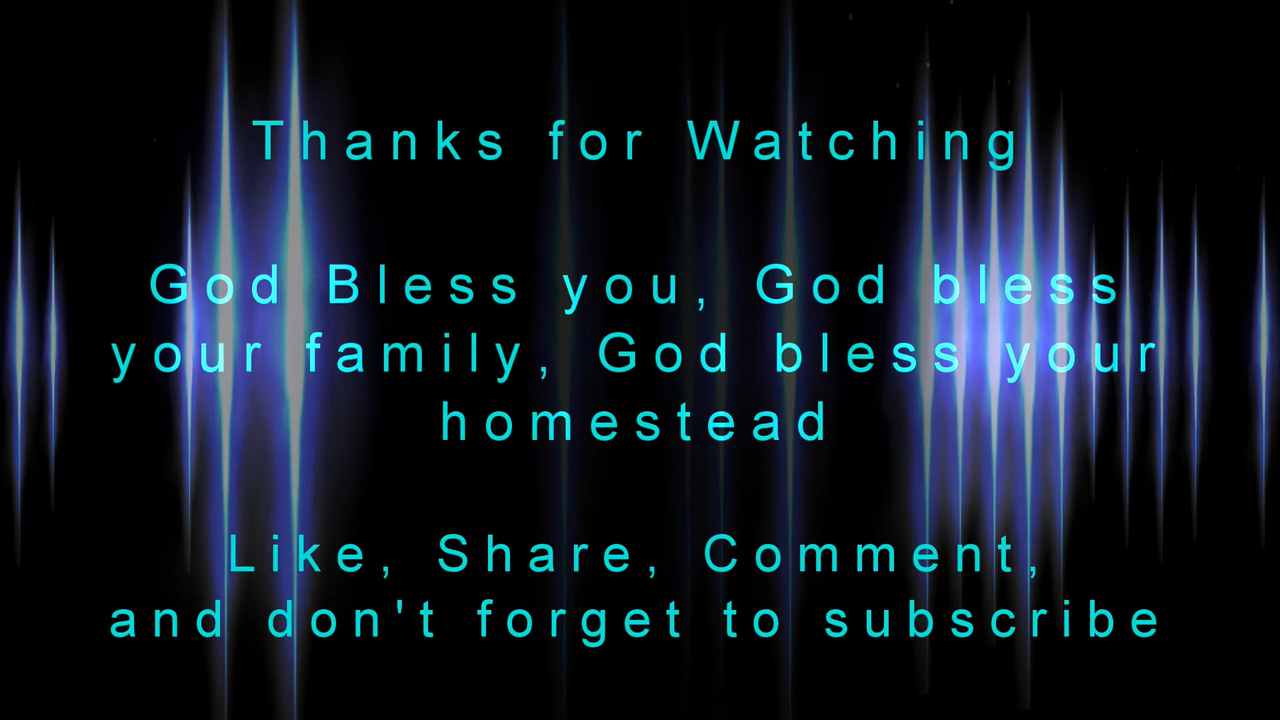 Thanks for Watching
God Bless you, God bless
your family, God bless your
homestead
Like, Share, Comment,
and don't forget to subscribe